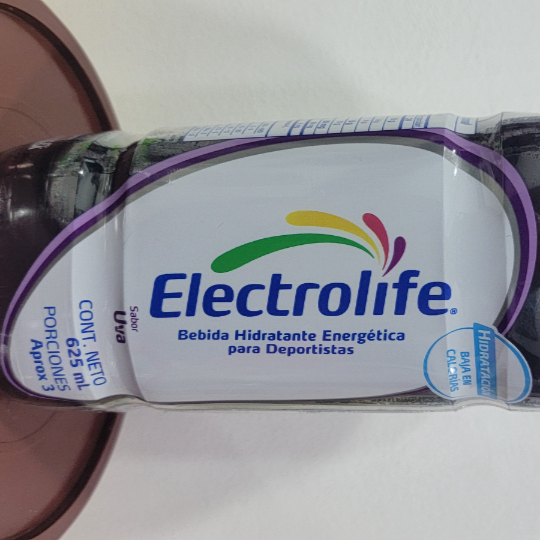 Electrolife®
Bebida Hidratante Energética
para Deportistas
Sabor
Uva
CONT. NETO
625 mL
PORCIONES
Aprox 3
HIDRATACIÓN
BAJA EN
CALORÍAS